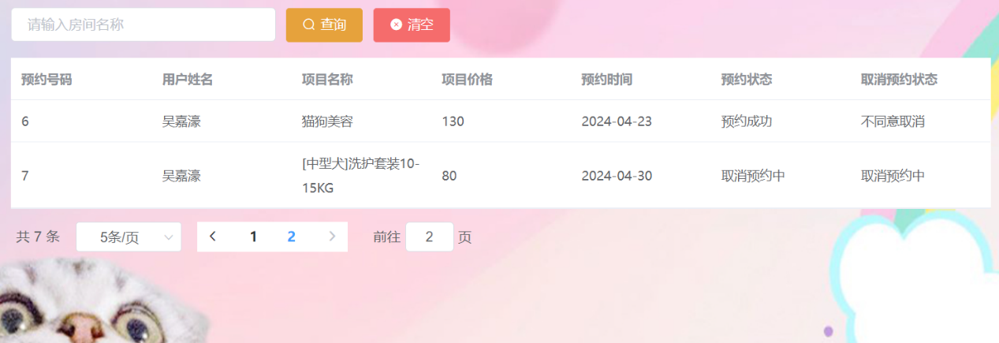 请输入房间名称 查询 清空
预约号码 用户姓名 项目名称 项目价格 预约时间 预约状态 取消预约状态
6 吴嘉濠 猫狗美容 130 2024-04-23 预约成功 不同意取消
7 吴嘉濠 [中型犬]洗护套装10-
15KG 80 2024-04-30 取消预约中 取消预约中
共 7 条 5条/页 1 2 前往 2 页